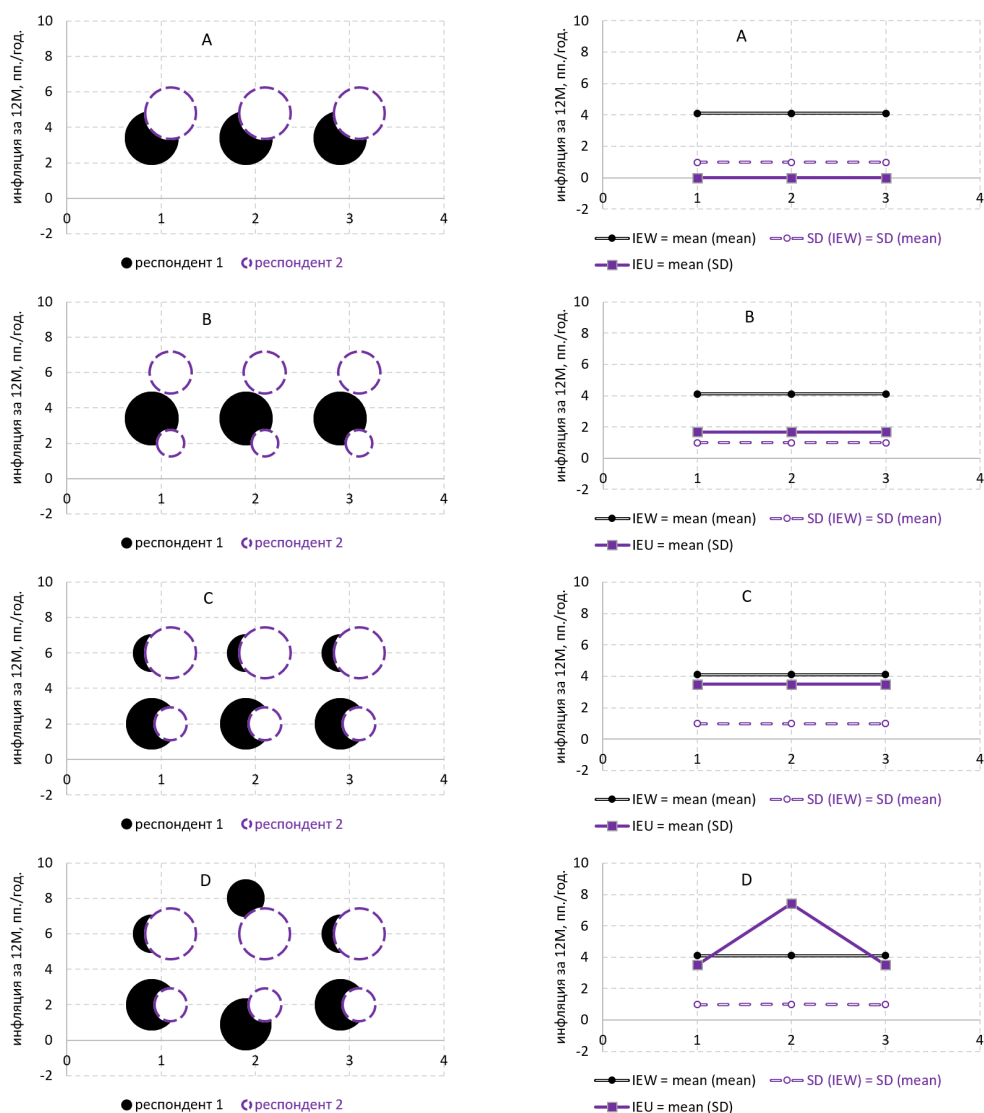 A
инфляция за 12М, пп./год.
10
8
6
4
2
0
-2
0
1
2
3
4
респондент 1
респондент 2
A
инфляция за 12М, пп./год.
10
8
6
4
2
0
-2
0
1
2
3
4
IEW = mean (mean)
SD (IEW) = SD (mean)
IEU = mean (SD)
B
инфляция за 12М, пп./год.
10
8
6
4
2
0
-2
0
1
2
3
4
респондент 1
респондент 2
B
инфляция за 12М, пп./год.
10
8
6
4
2
0
-2
0
1
2
3
4
IEW = mean (mean)
SD (IEW) = SD (mean)
IEU = mean (SD)
C
инфляция за 12М, пп./год.
10
8
6
4
2
0
-2
0
1
2
3
4
респондент 1
респондент 2
C
инфляция за 12М, пп./год.
10
8
6
4
2
0
-2
0
1
2
3
4
IEW = mean (mean)
SD (IEW) = SD (mean)
IEU = mean (SD)
D
инфляция за 12М, пп./год.
10
8
6
4
2
0
-2
0
1
2
3
4
респондент 1
респондент 2
D
инфляция за 12М, пп./год.
10
8
6
4
2
0
-2
0
1
2
3
4
IEW = mean (mean)
SD (IEW) = SD (mean)
IEU = mean (SD)